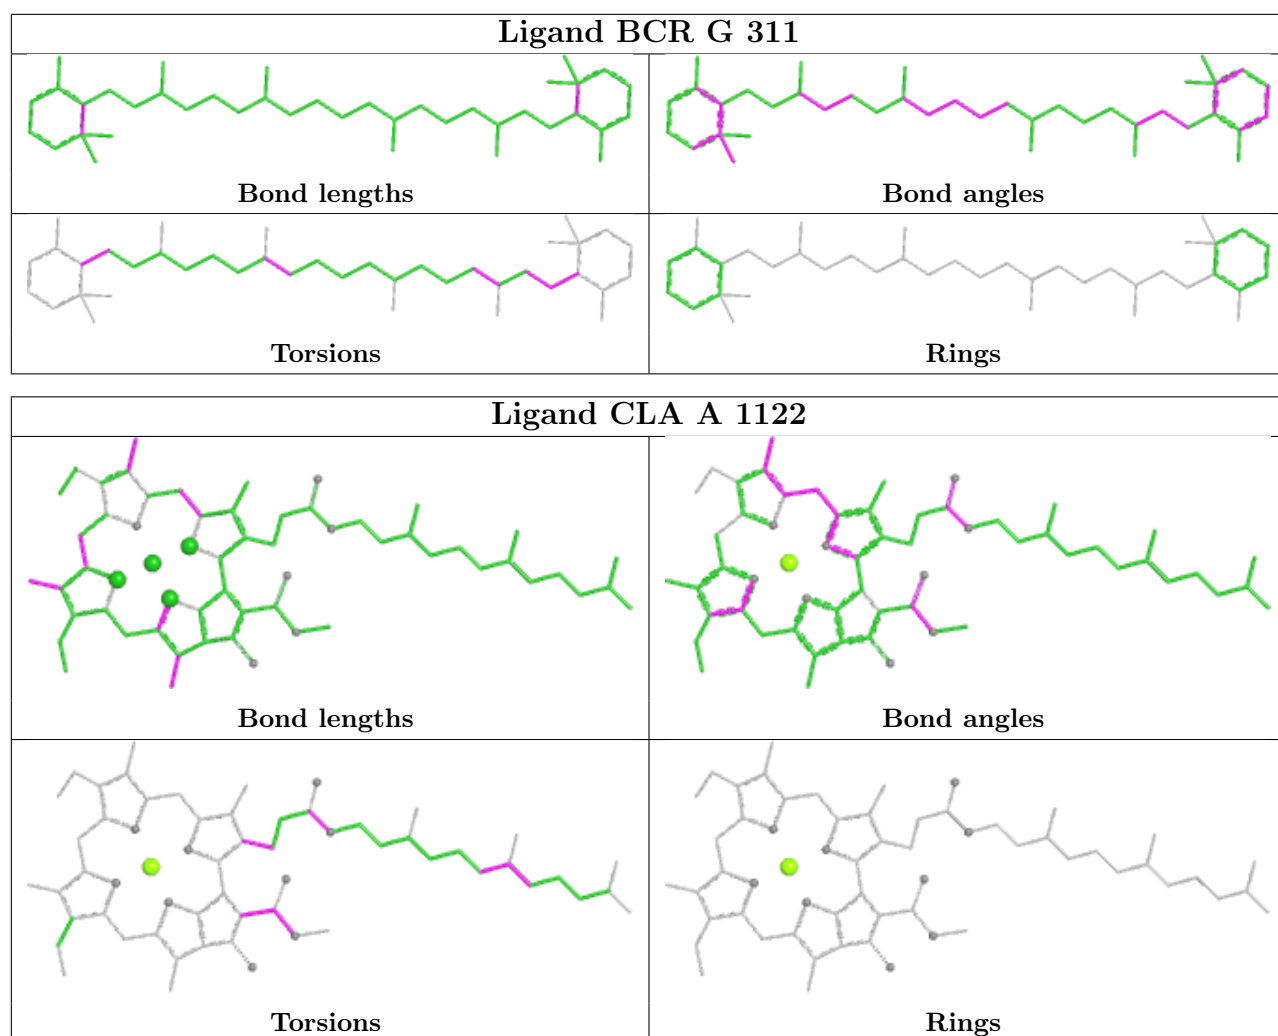 Ligand BCR G 311
Bond lengths
Bond angles
Torsions
Rings
Ligand CLA A 1122
Bond lengths
Bond angles
Torsions
Rings